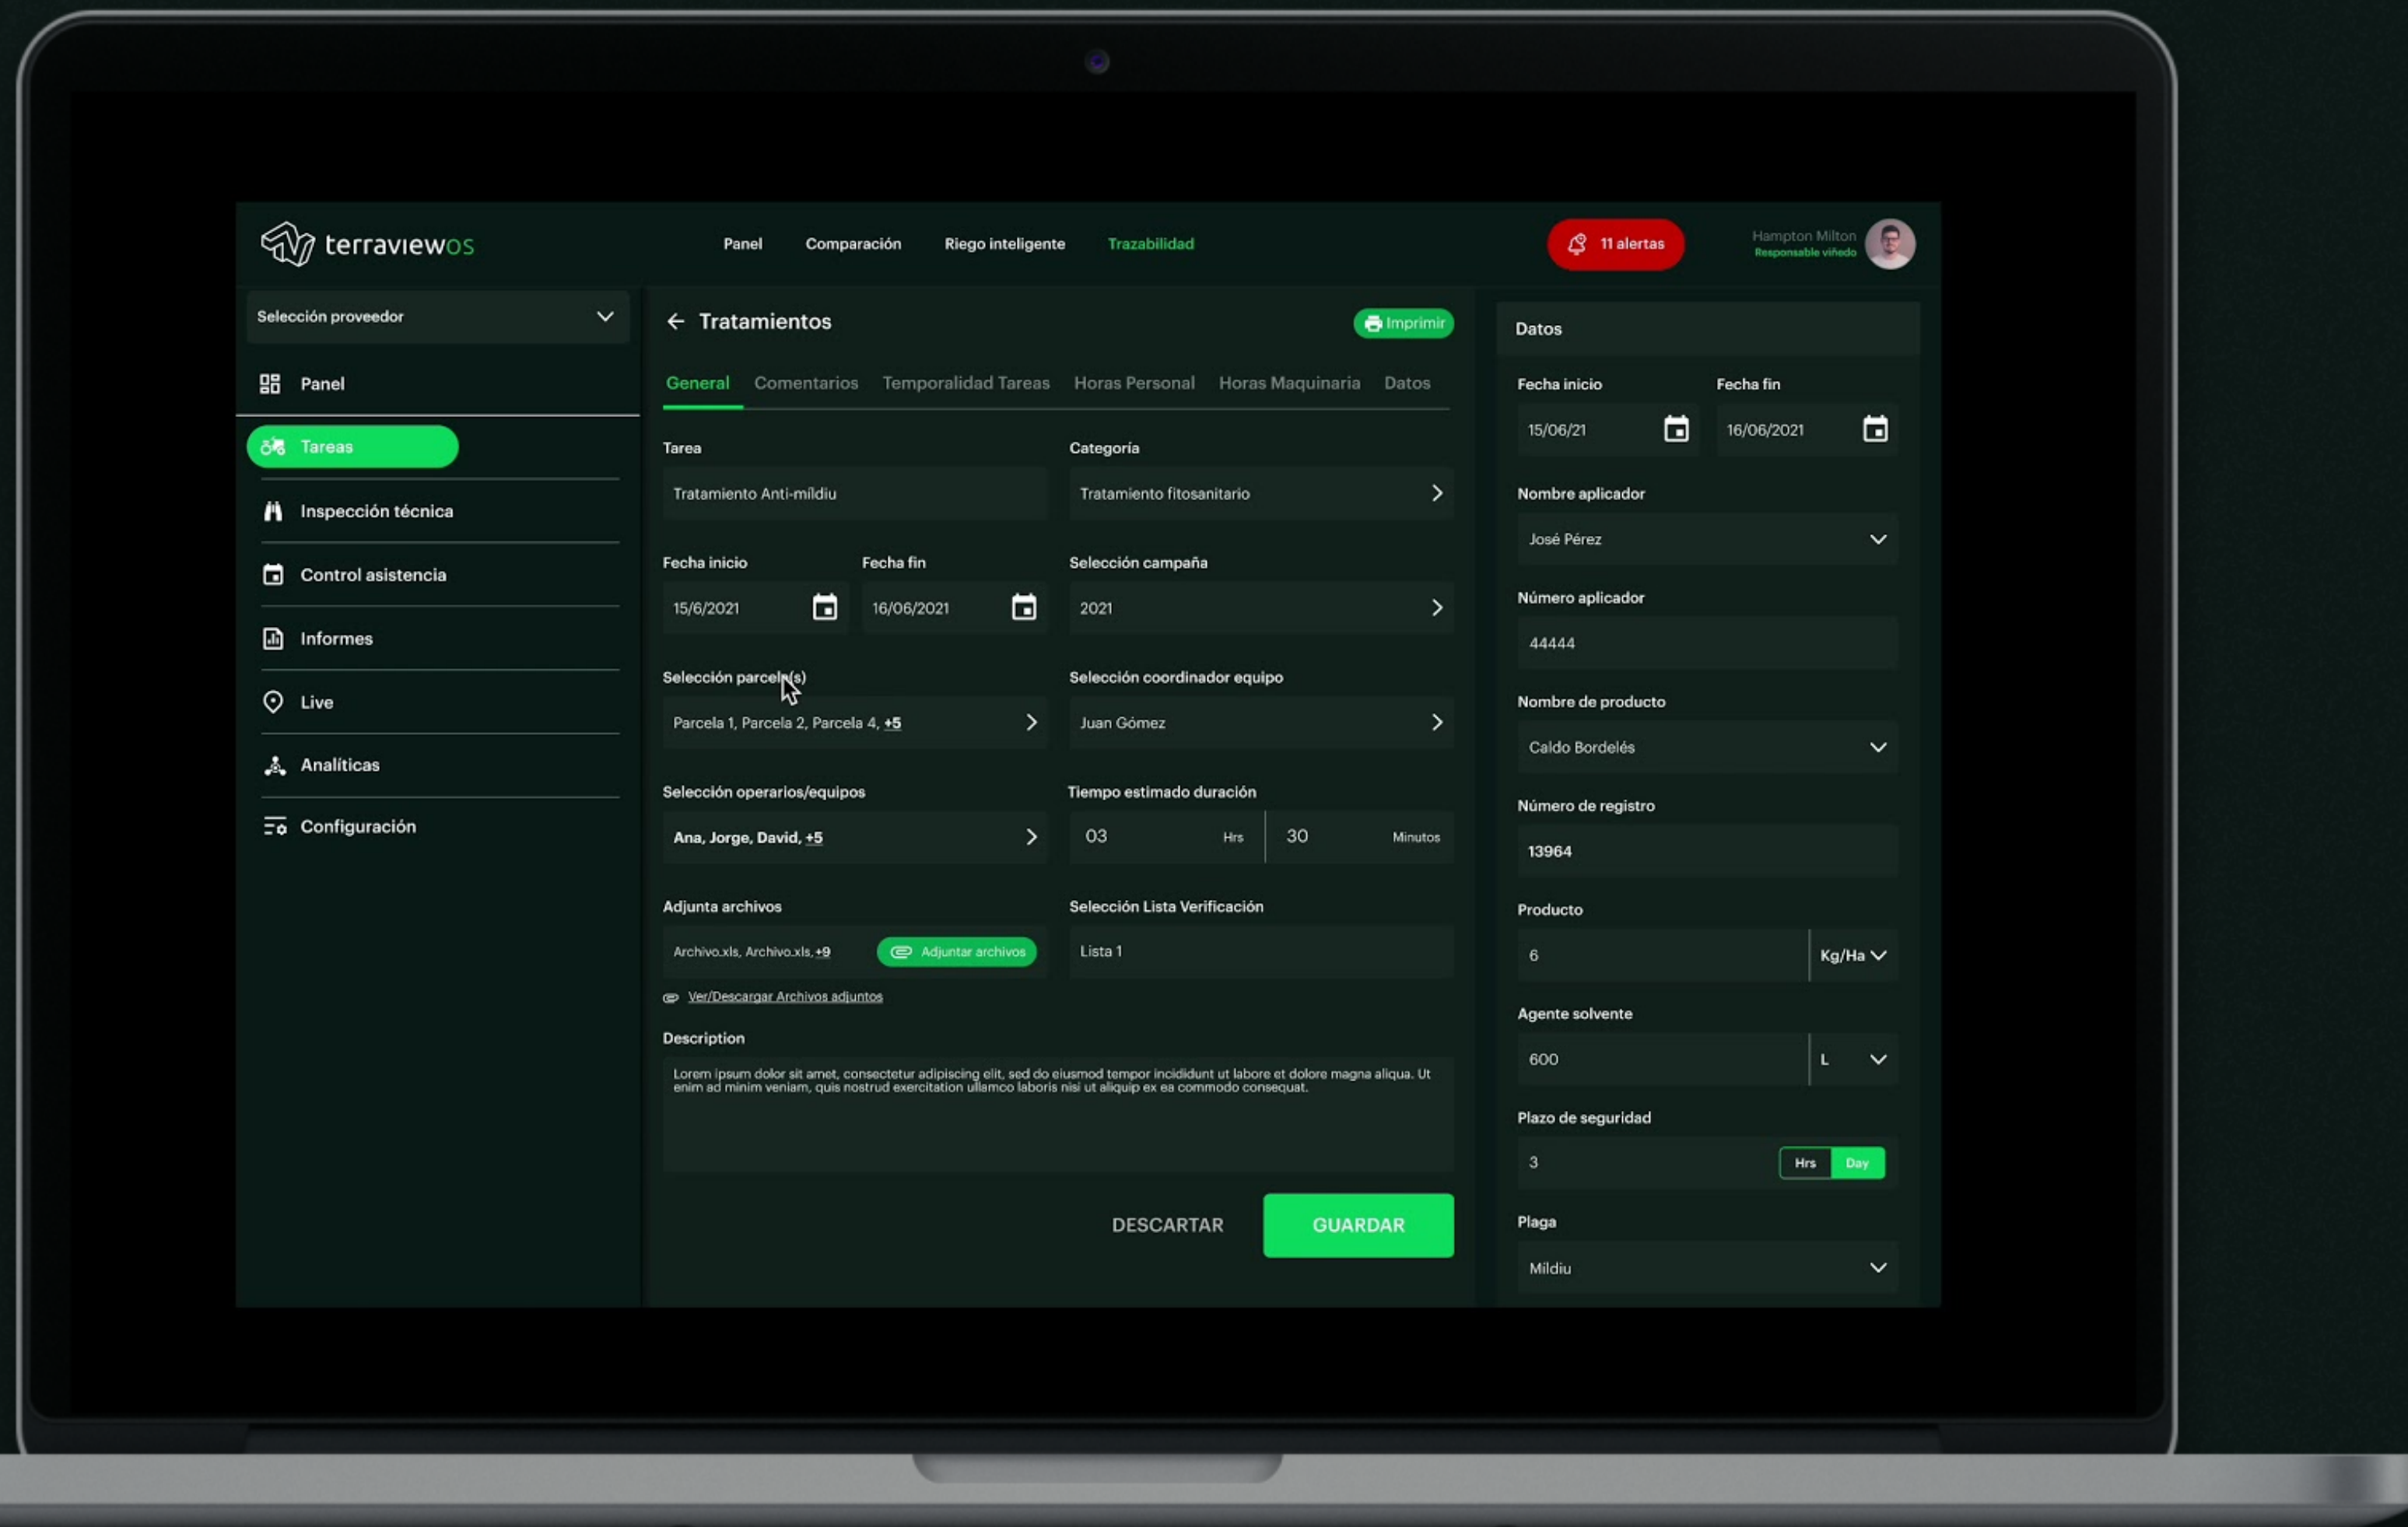 terraviewos
Panel
Comparación
Riego inteligente
Trazabilidad
11 alertas
Hampton Milton
Responsable viñedo
Selección proveedor
Panel
Tareas
Inspección técnica
Control asistencia
Informes
Live
Analíticas
Configuración
Tratamientos
Imprimir
General
Comentarios
Temporalidad Tareas
Horas Personal
Horas Maquinaria
Datos
Tarea
Categoría
Tratamiento Anti-míldiu
Tratamiento fitosanitario
Fecha inicio
Fecha fin
Selección campaña
15/6/2021
16/06/2021
2021
Selección parcela(s)
Selección coordinador equipo
Parcela 1, Parcela 2, Parcela 4, +5
Juan Gómez
Selección operarios/equipos
Tiempo estimado duración
Ana, Jorge, David, +5
03 Hrs
30 Minutos
Adjunta archivos
Selección Lista Verificación
Archivo.xls, Archivo.xls, +9
Adjuntar archivos
Lista 1
Ver/Descargar Archivos adjuntos
Description
Lorem ipsum dolor sit amet, consectetur adipiscing elit, sed do eiusmod tempor incididunt ut labore et dolore magna aliqua. Ut
enim ad minim veniam, quis nostrud exercitation ullamco laboris nisi ut aliquip ex ea commodo consequat.
DESCARTAR
GUARDAR
Datos
Fecha inicio
Fecha fin
15/06/21
16/06/2021
Nombre aplicador
José Pérez
Número aplicador
44444
Nombre de producto
Caldo Bordelés
Número de registro
13964
Producto
6
Kg/Ha
Agente solvente
600
L
Plazo de seguridad
3
Hrs
Day
Plaga
Míldiu